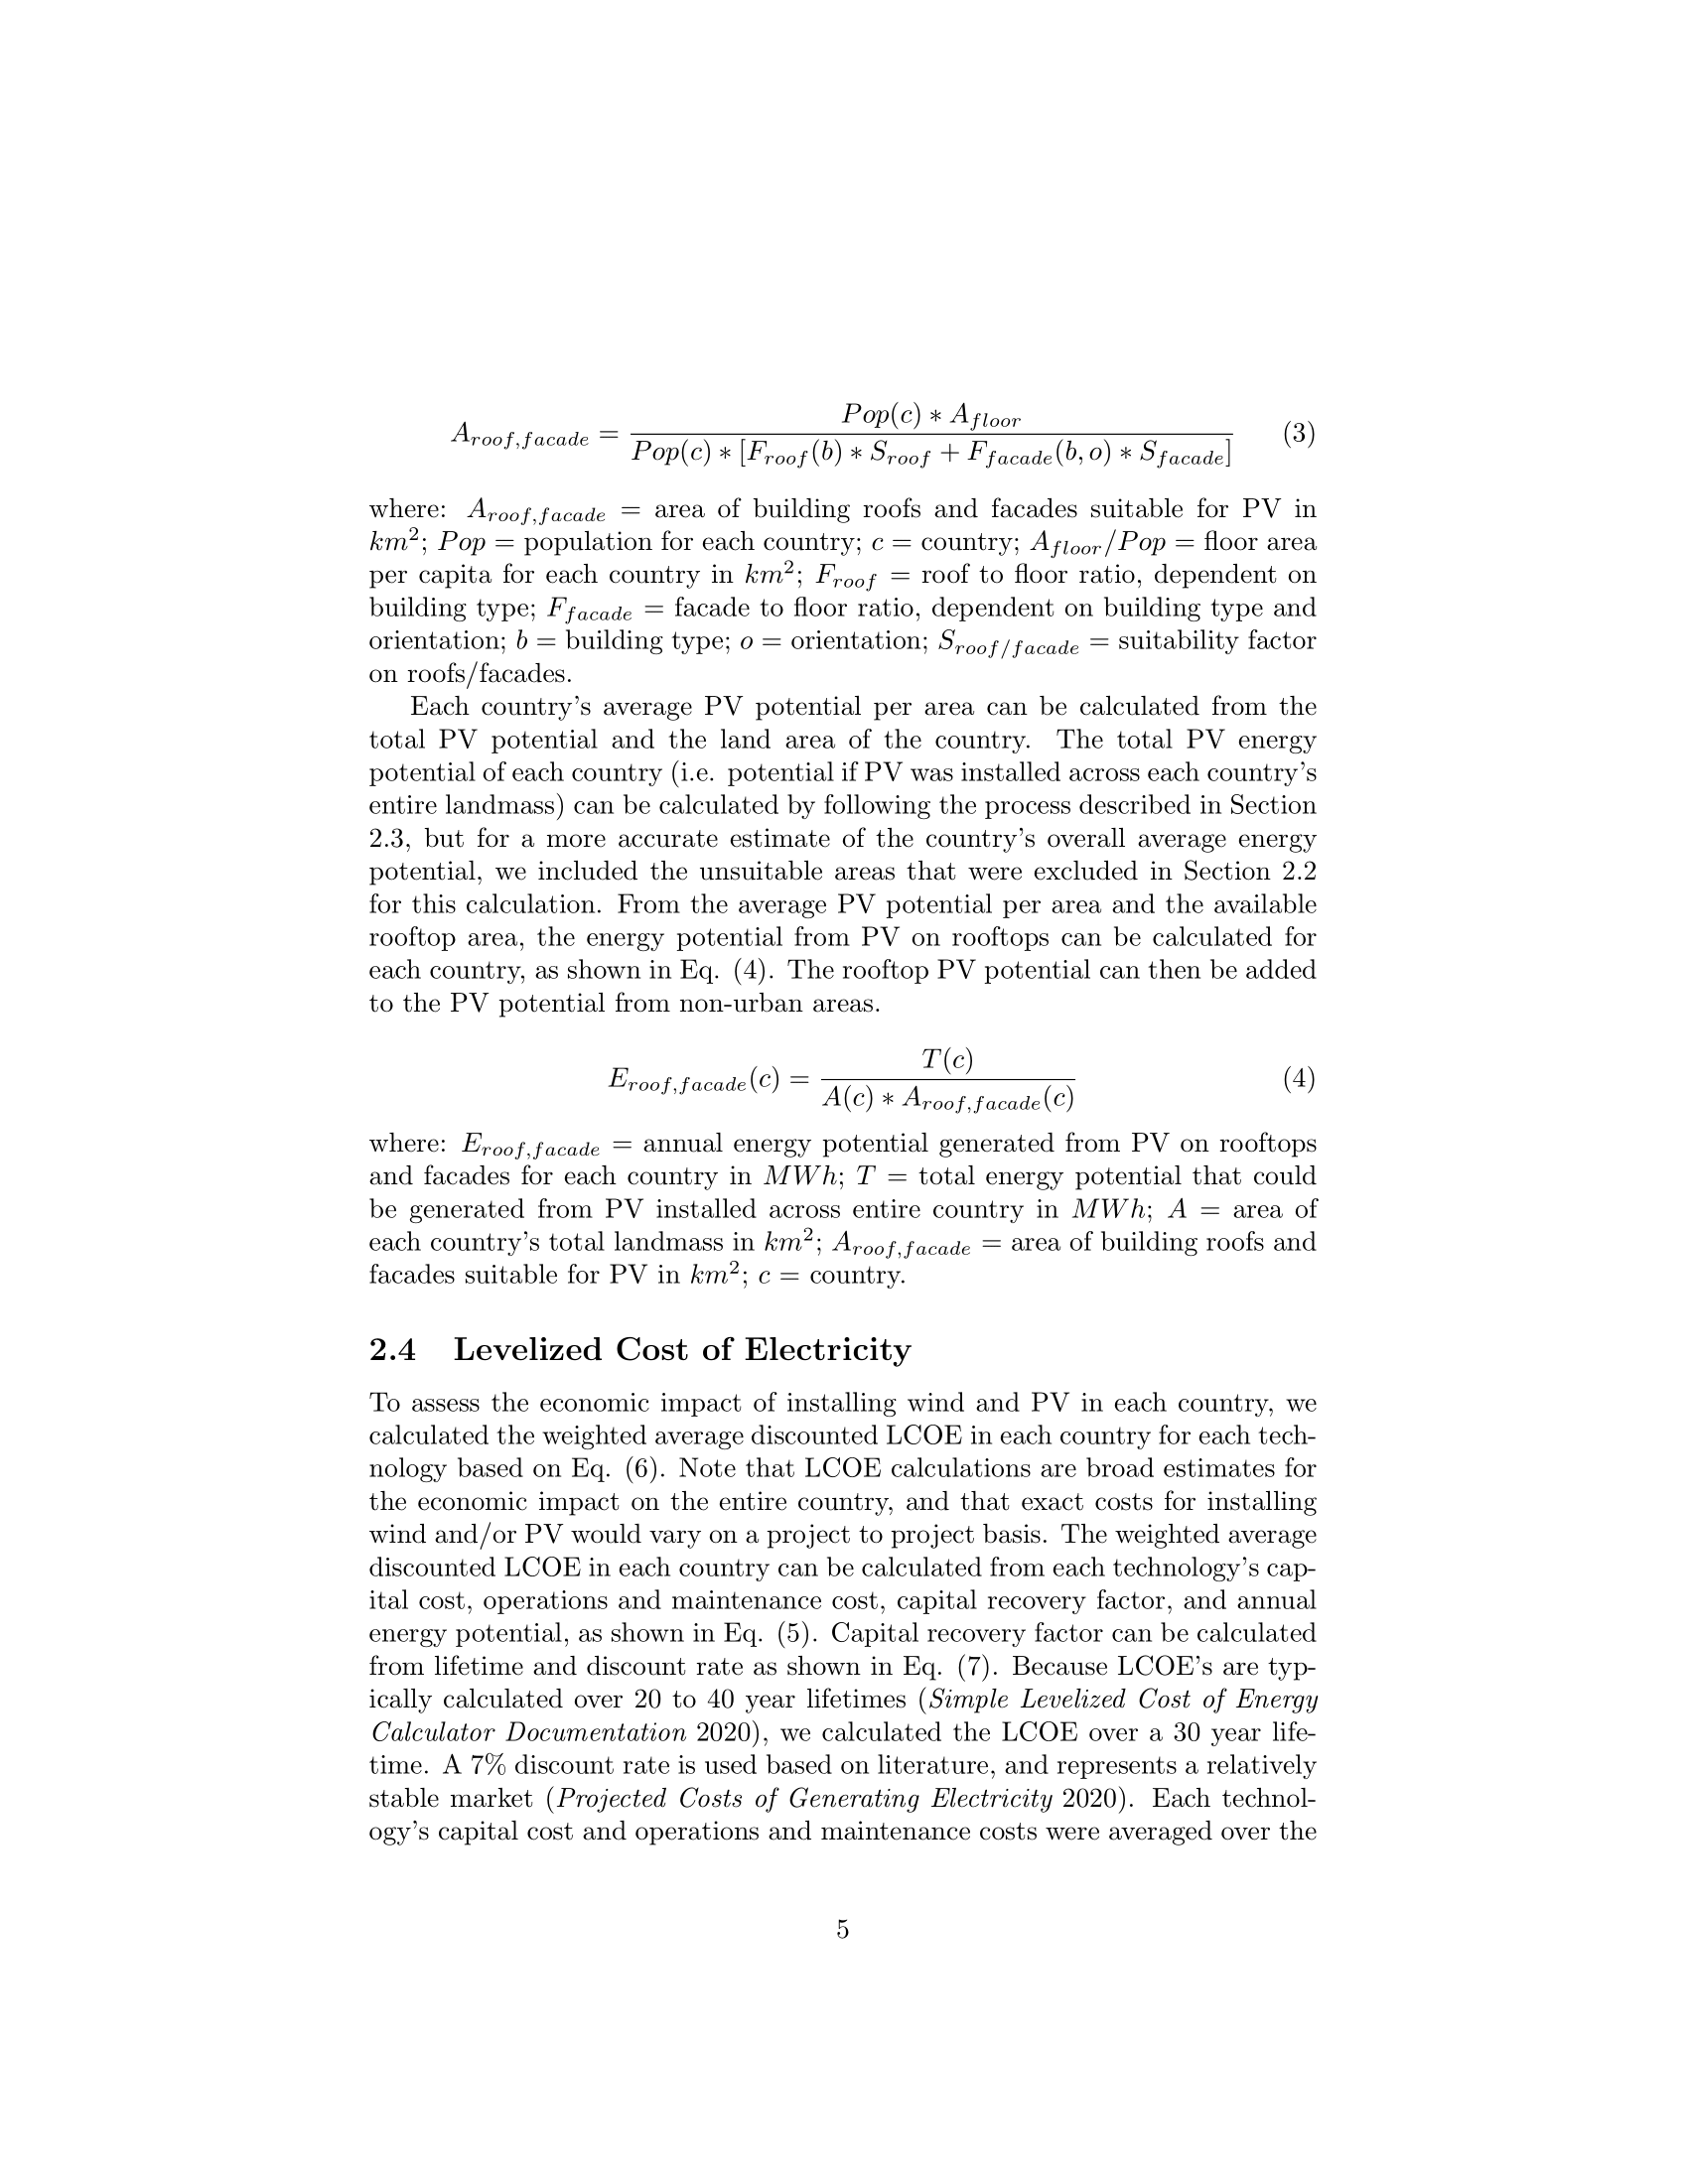 A_{roof,facade} = \frac{Pop(c) * A_{floor}}{Pop(c) * [F_{roof}(b) * S_{roof} + F_{facade}(b, o) * S_{facade}]} (3)
where: A_{roof,facade} = area of building roofs and facades suitable for PV in
km^2; Pop = population for each country; c = country; A_{floor}/Pop = floor area
per capita for each country in km^2; F_{roof} = roof to floor ratio, dependent on
building type; F_{facade} = facade to floor ratio, dependent on building type and
orientation; b = building type; o = orientation; S_{roof/facade} = suitability factor
on roofs/facades.
Each country's average PV potential per area can be calculated from the
total PV potential and the land area of the country. The total PV energy
potential of each country (i.e. potential if PV was installed across each country's
entire landmass) can be calculated by following the process described in Section
2.3, but for a more accurate estimate of the country's overall average energy
potential, we included the unsuitable areas that were excluded in Section 2.2
for this calculation. From the average PV potential per area and the available
rooftop area, the energy potential from PV on rooftops can be calculated for
each country, as shown in Eq. (4). The rooftop PV potential can then be added
to the PV potential from non-urban areas.
E_{roof,facade}(c) = \frac{T(c)}{A(c) * A_{roof,facade}(c)} (4)
where: E_{roof,facade} = annual energy potential generated from PV on rooftops
and facades for each country in MWh; T = total energy potential that could
be generated from PV installed across entire country in MWh; A = area of
each country's total landmass in km^2; A_{roof,facade} = area of building roofs and
facades suitable for PV in km^2; c = country.
2.4 Levelized Cost of Electricity
To assess the economic impact of installing wind and PV in each country, we
calculated the weighted average discounted LCOE in each country for each tech-
nology based on Eq. (6). Note that LCOE calculations are broad estimates for
the economic impact on the entire country, and that exact costs for installing
wind and/or PV would vary on a project to project basis. The weighted average
discounted LCOE in each country can be calculated from each technology's cap-
ital cost, operations and maintenance cost, capital recovery factor, and annual
energy potential, as shown in Eq. (5). Capital recovery factor can be calculated
from lifetime and discount rate as shown in Eq. (7). Because LCOE's are typ-
ically calculated over 20 to 40 year lifetimes (Simple Levelized Cost of Energy
Calculator Documentation 2020), we calculated the LCOE over a 30 year life-
time. A 7% discount rate is used based on literature, and represents a relatively
stable market (Projected Costs of Generating Electricity 2020). Each technol-
ogy's capital cost and operations and maintenance costs were averaged over the
5